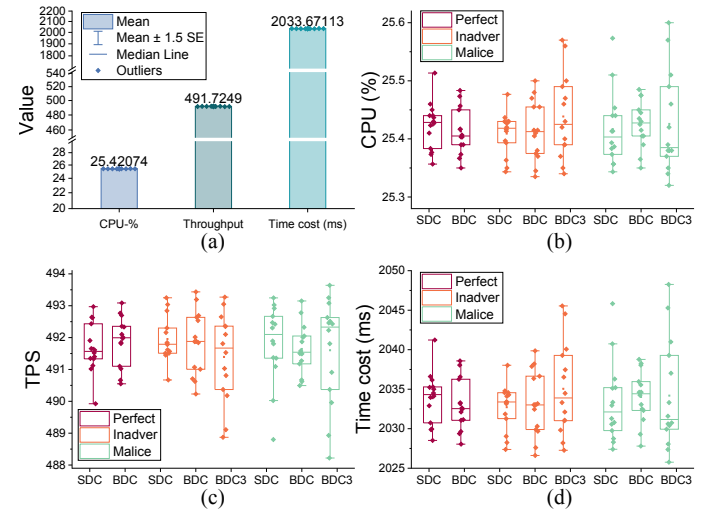 Value
2200
2100
2000
1900
1800
540
500
480
460
28
26
24
22
20
Mean
Mean ± 1.5 SE
Median Line
Outliers
25.42074
491.7249
2033.67113
CPU-% Throughput Time cost (ms)
(a)
CPU (%)
25.6
25.5
25.4
25.3
Perfect
Inadver
Malice
SDC BDC SDC BDC BDC3 SDC BDC BDC3
(b)
TPS
494
493
492
491
490
489
488
Perfect
Inadver
Malice
SDC BDC SDC BDC BDC3 SDC BDC BDC3
(c)
Time cost (ms)
2050
2045
2040
2035
2030
2025
Perfect
Inadver
Malice
SDC BDC SDC BDC BDC3 SDC BDC BDC3
(d)